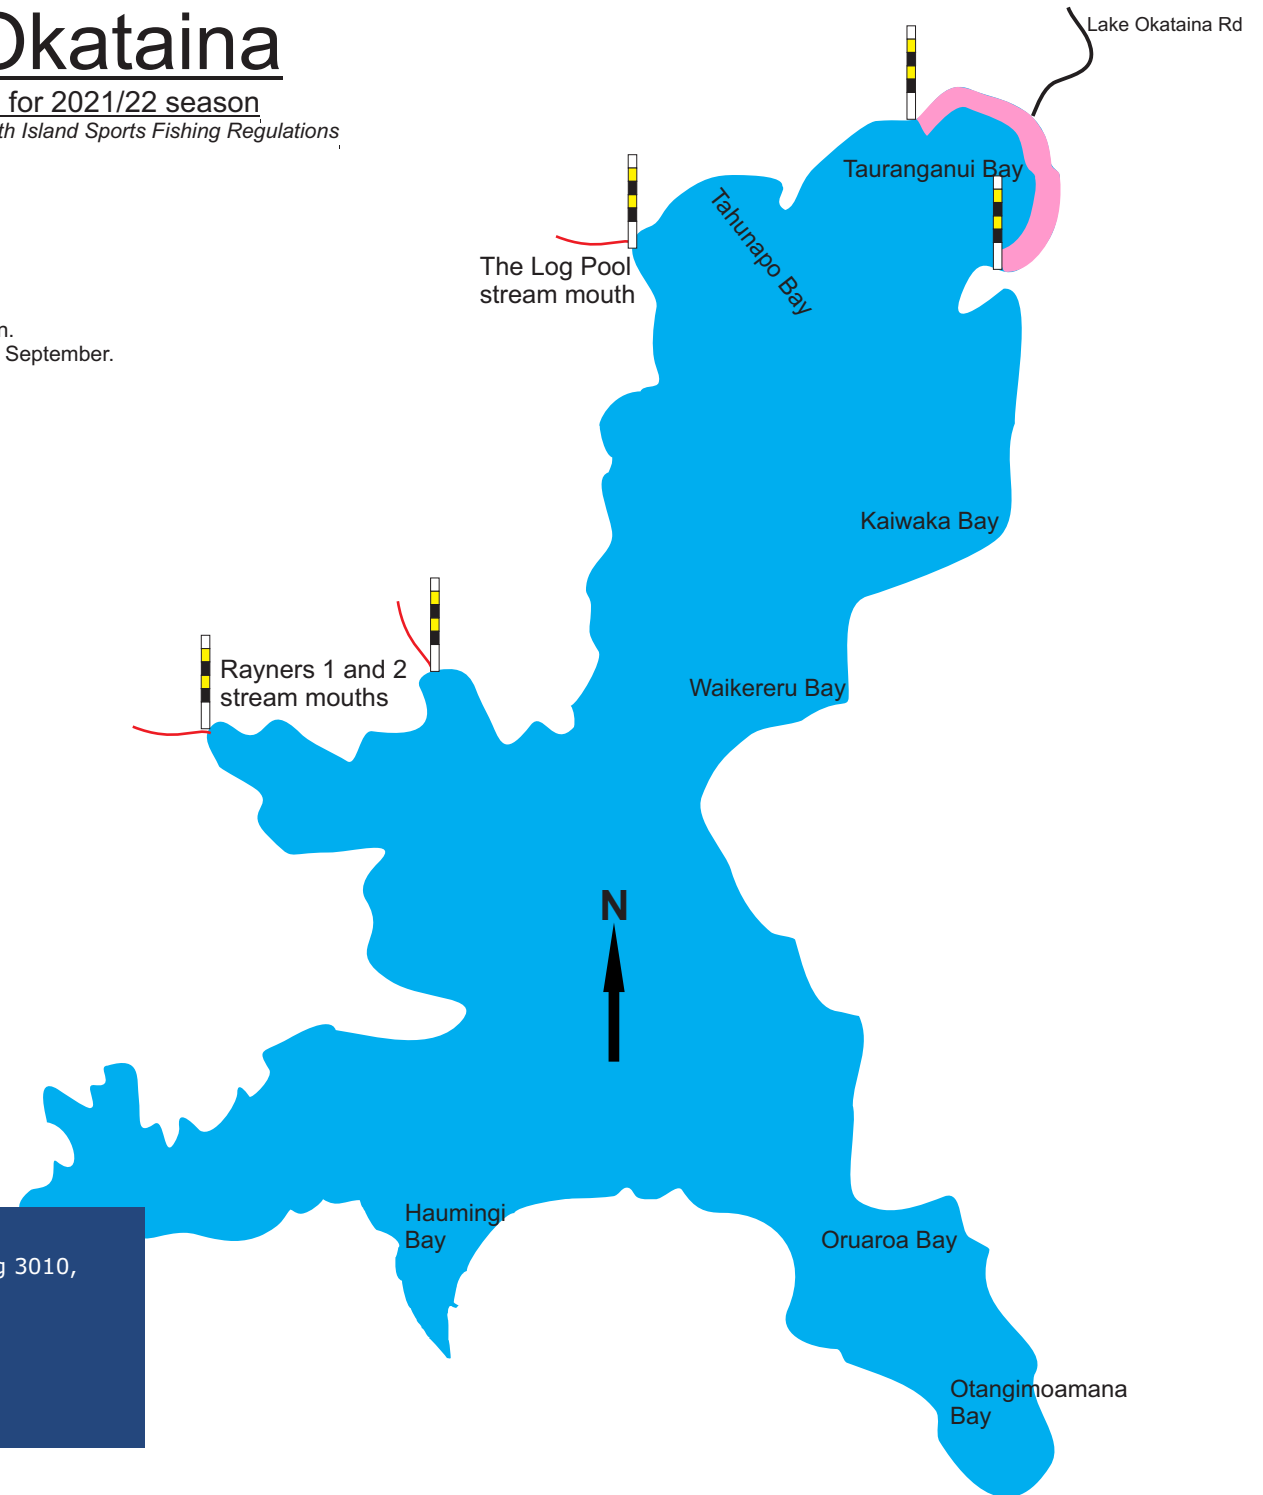 Okataina
for 2021/22 season
th Island Sports Fishing Regulations
Lake Okataina Rd
Tauranganui Bay
Tahunapo Bay
The Log Pool
stream mouth
n.
September.
Kaiwaka Bay
Rayners 1 and 2
stream mouths
Waikereru Bay
N
Haumingi
Bay
Oruaroa Bay
g 3010,
Otangimoamana
Bay